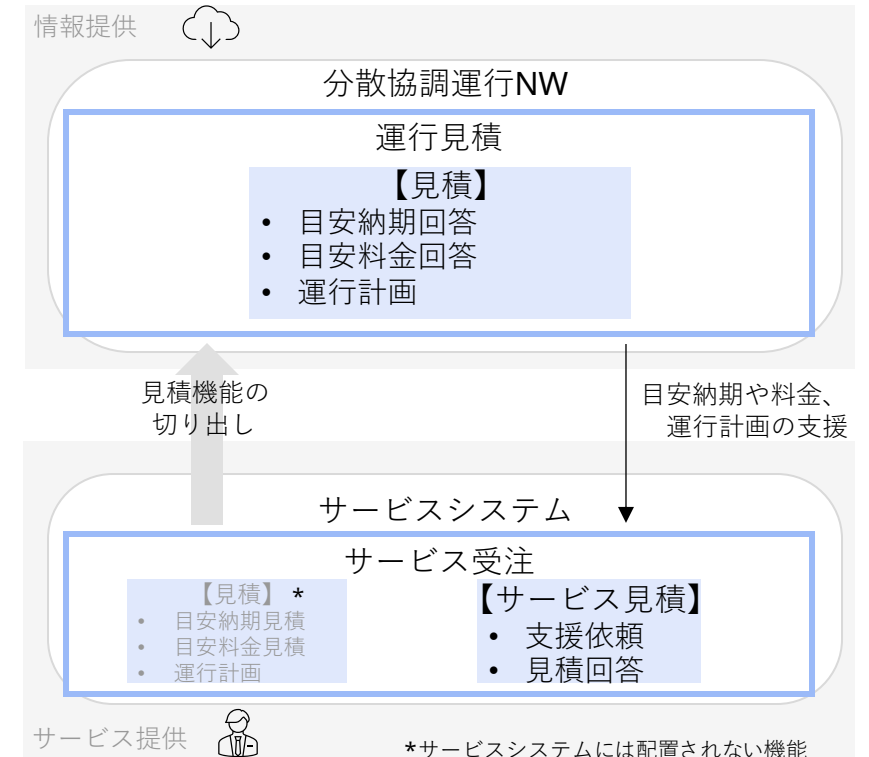 情報提供
分散協調運行NW
運行見積
【見積】
• 目安納期回答
• 目安料金回答
• 運行計画
見積機能の
切り出し
目安納期や料金、
運行計画の支援
サービスシステム
サービス受注
【見積】 *
• 目安納期見積
• 目安料金見積
• 運行計画
【サービス見積】
• 支援依頼
• 見積回答
サービス提供
*サービスシステムには配置されない機能